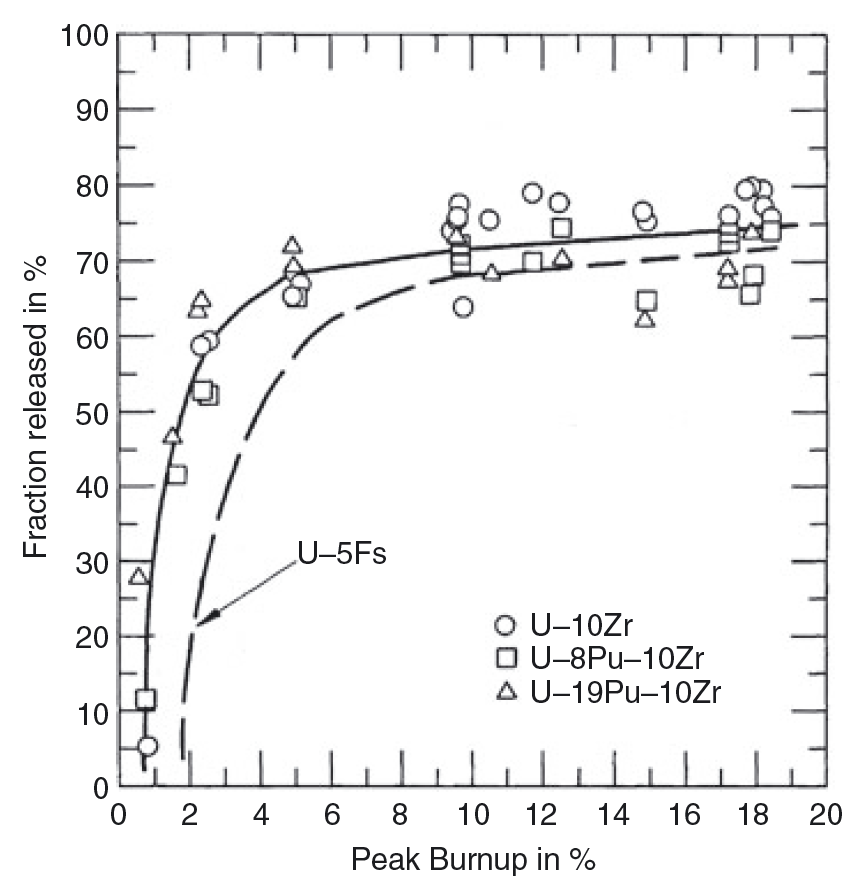 100
90
80
70
60
50
40
30
20
10
0
Fraction released in %
U–5Fs
U–10Zr
U–8Pu–10Zr
U–19Pu–10Zr
0 2 4 6 8 10 12 14 16 18 20
Peak Burnup in %